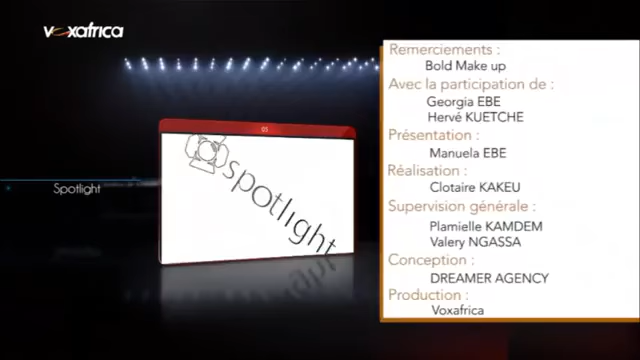 voxafrica
Remerciements :
Bold Make up
Avec la participation de :
Georgia EBE
Hervé KUETCHE
Présentation :
Manuela EBE
Réalisation :
Clotaire KAKEU
Supervision générale :
Plamielle KAMDEM
Valery NGASSA
Conception :
DREAMER AGENCY
Production :
Voxafrica
05
spotlight
Spotlight